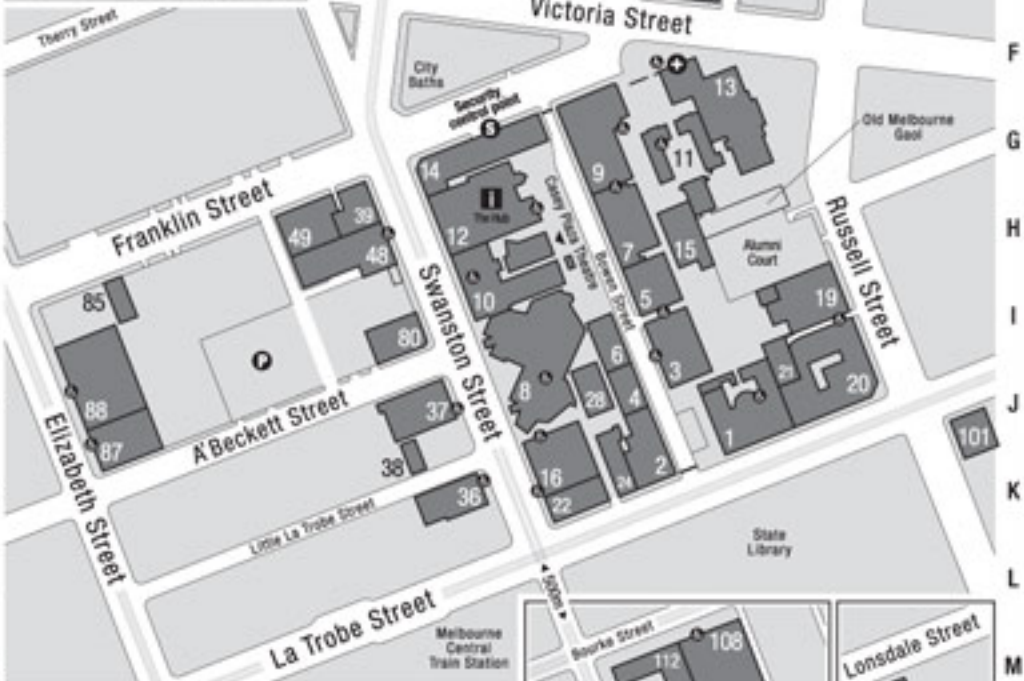 Victoria Street
Therry Street
F
City
Baths
Security
control point
S
13
Old Melbourne
Gaol
G
14
9
11
i
The Hub
Casey Plaza Theatre
Franklin Street
49
39
48
12
7
15
Alumni
Court
Russell Street
H
85
Swanston Street
10
Bowen Street
5
19
I
80
P
6
3
21
20
8
28
4
J
88
37
A'Beckett Street
1
101
Elizabeth Street
87
38
36
16
24
2
22
K
Little La Trobe Street
State
Library
L
500m
La Trobe Street
Melbourne
Central
Train Station
Bourke Street
108
112
Lonsdale Street
M